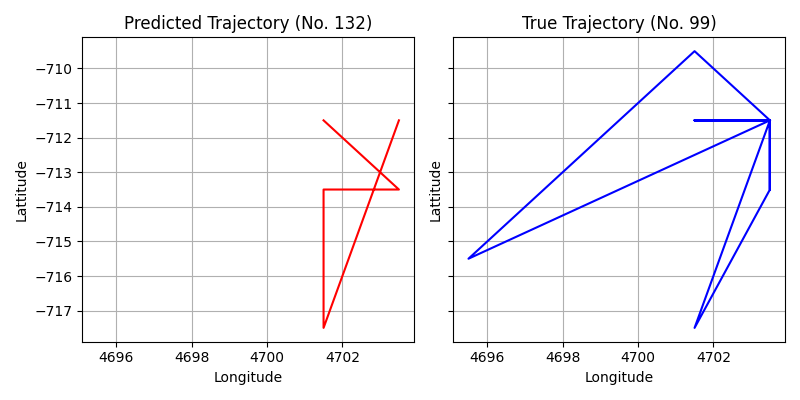 Predicted Trajectory (No. 132)
True Trajectory (No. 99)
−710
−711
−712
−713
−714
−715
−716
−717
Lattitude
Lattitude
4696 4698 4700 4702
4696 4698 4700 4702
Longitude
Longitude